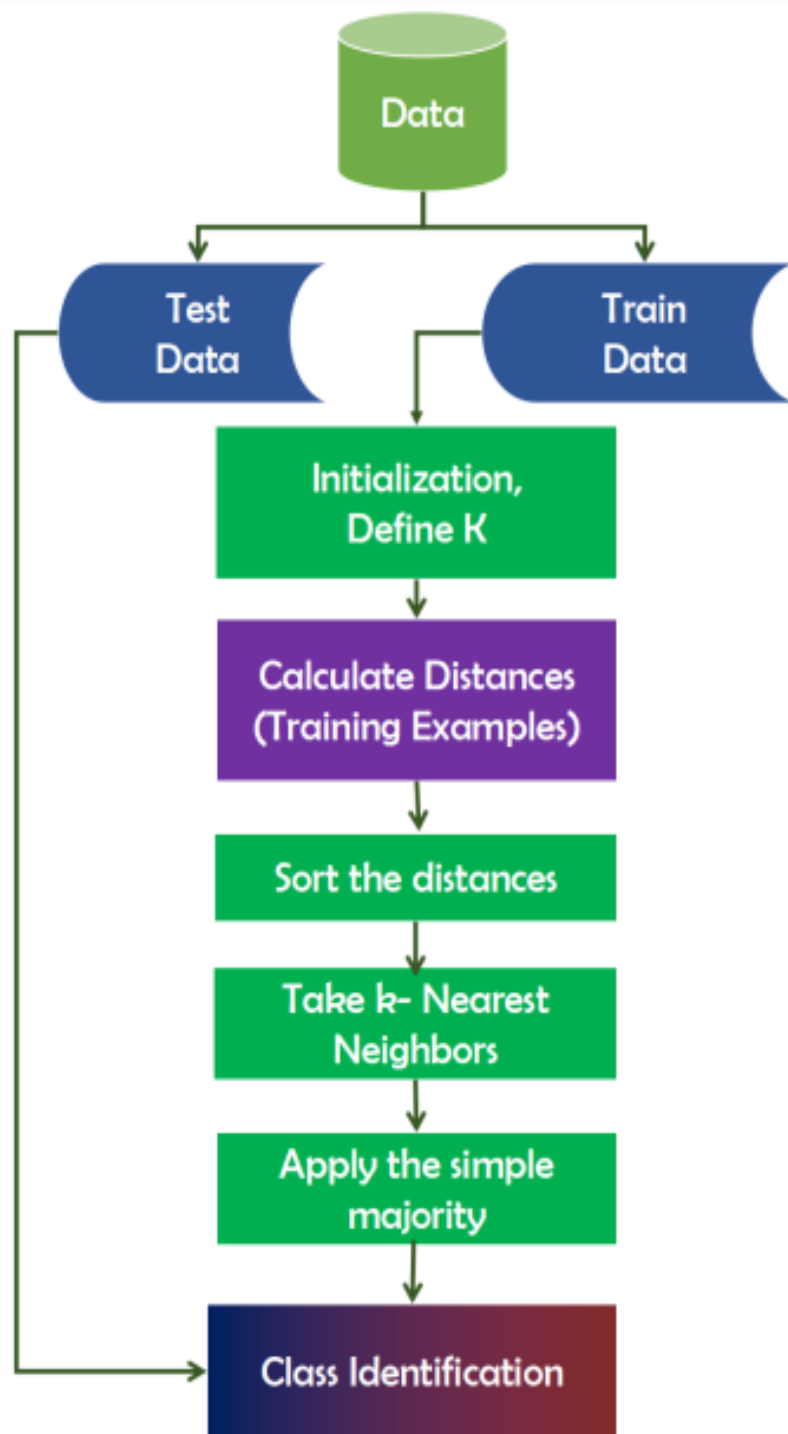 Data
Test
Data
Train
Data
Initialization,
Define K
Calculate Distances
(Training Examples)
Sort the distances
Take k- Nearest
Neighbors
Apply the simple
majority
Class Identification